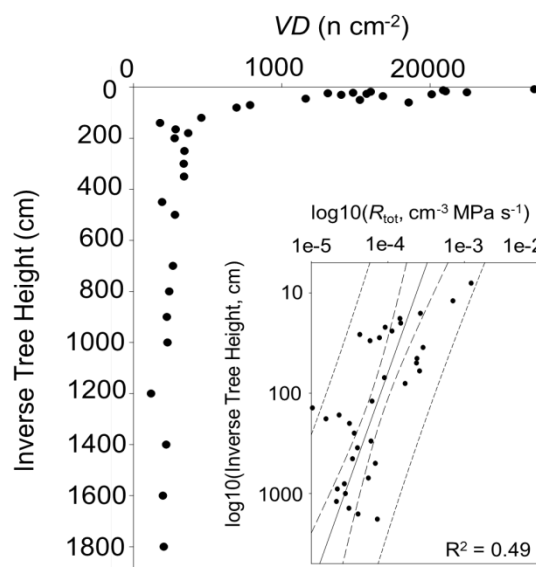 VD (n cm-2)
0 1000 20000
0
200
400
600
800
1000
1200
1400
1600
1800
Inverse Tree Height (cm)
log10(Rtot, cm-3 MPa s-1)
1e-5 1e-4 1e-3 1e-2
10
100
1000
log10(Inverse Tree Height, cm)
R2 = 0.49